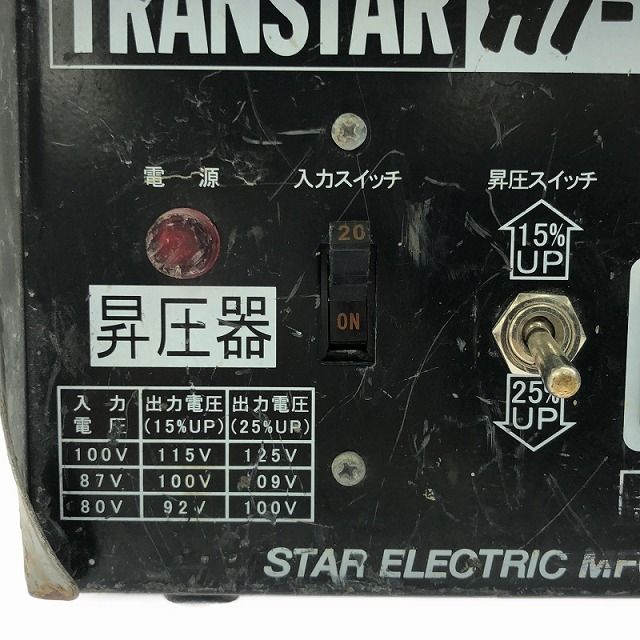 TRANSTAR
電源
入力スイッチ
昇圧スイッチ
20
ON
15%
UP
25%
UP
昇圧器
入力電圧 出力電圧(15%UP) 出力電圧(25%UP)
100V 115V 125V
87V 100V 09V
80V 92V 100V
STAR ELECTRIC